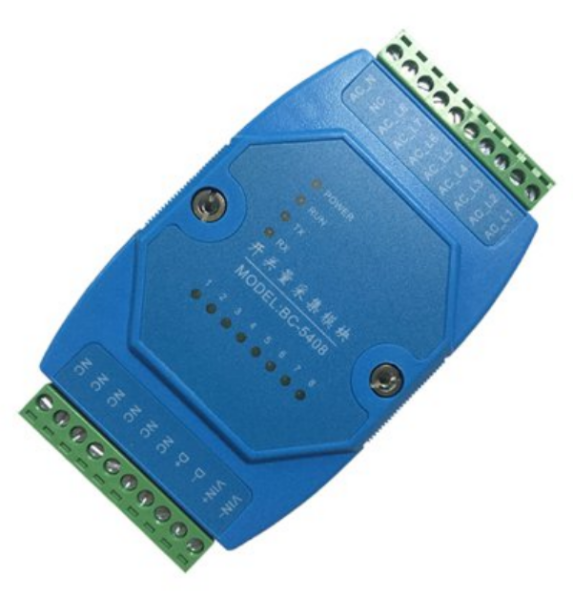 AC_N
NC
AC_L8
AC_L7
AC_L6
AC_L5
AC_L4
AC_L3
AC_L2
AC_L1
POWER
RUN
TX
RX
开关量采集模块
MODEL:BC-5408
1 2 3 4 5 6 7 8
NC
NC
NC
NC
NC
NC
D+
D-
VIN+
VIN-